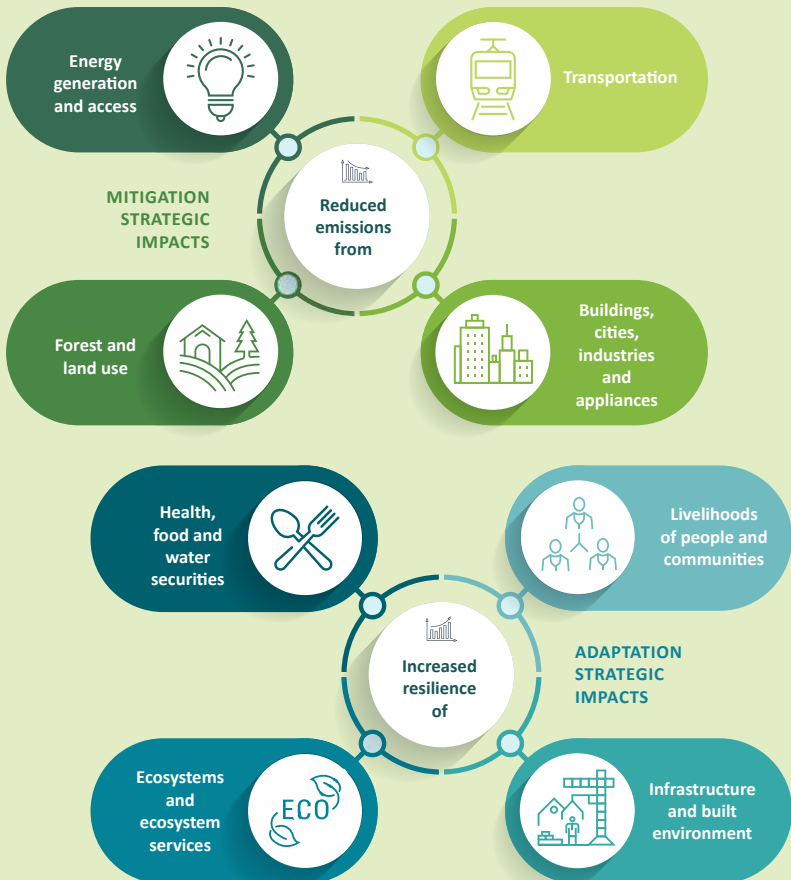 Energy
generation
and access
Transportation
MITIGATION
STRATEGIC
IMPACTS
Reduced
emissions
from
Forest and
land use
Buildings,
cities,
industries
and
appliances
Health,
food and
water
securities
Livelihoods
of people and
communities
Increased
resilience
of
ADAPTATION
STRATEGIC
IMPACTS
Ecosystems
and
ecosystem
services
ECO
Infrastructure
and built
environment